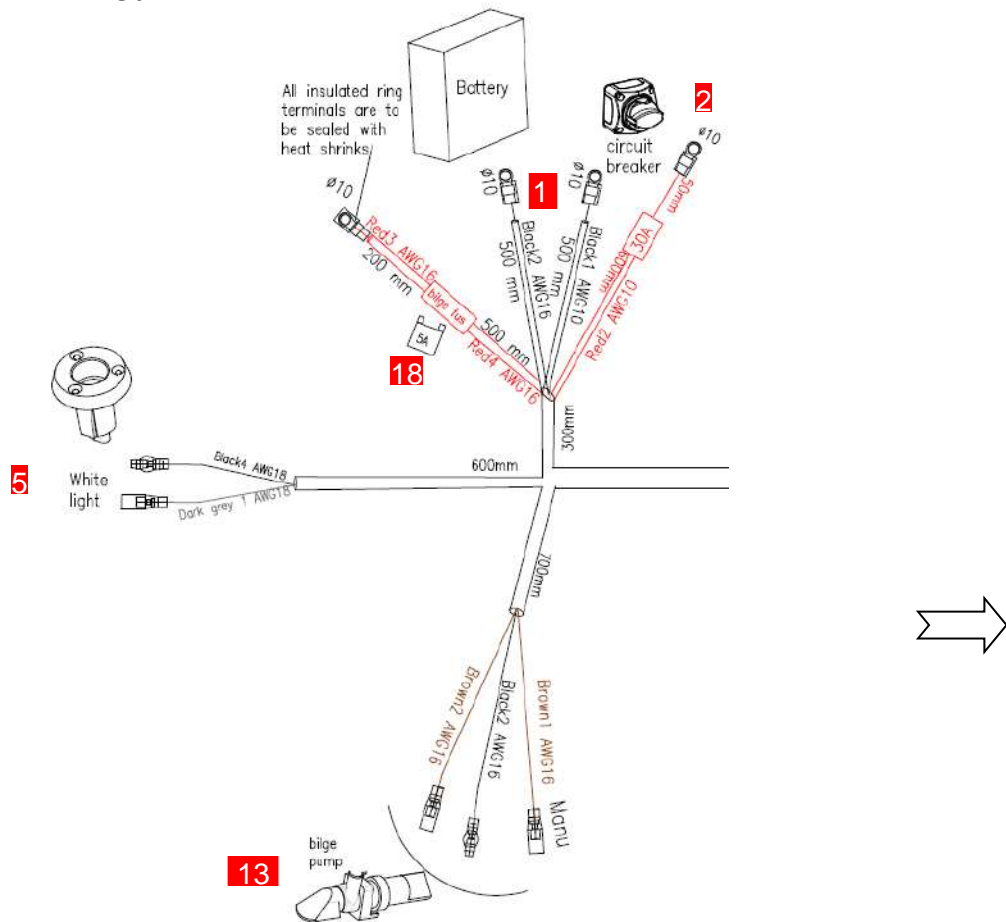 Battery
All insulated ring
terminals are to
be sealed with
heat shrinks
2
circuit
breaker
ø10
ø10
1
ø10
ø10
50mm
30A
600mm
Red2 AWG10
Black1 AWG10
500 mm
Black2 AWG16
500 mm
Red3 AWG16
200 mm
bilge fus
5A
18
500 mm
Red4 AWG16
300mm
600mm
5
White
light
Black4 AWG18
Dark grey 1 AWG18
700mm
Brown2 AWG16
Black2 AWG16
Brown1 AWG16
Manu
bilge
pump
13